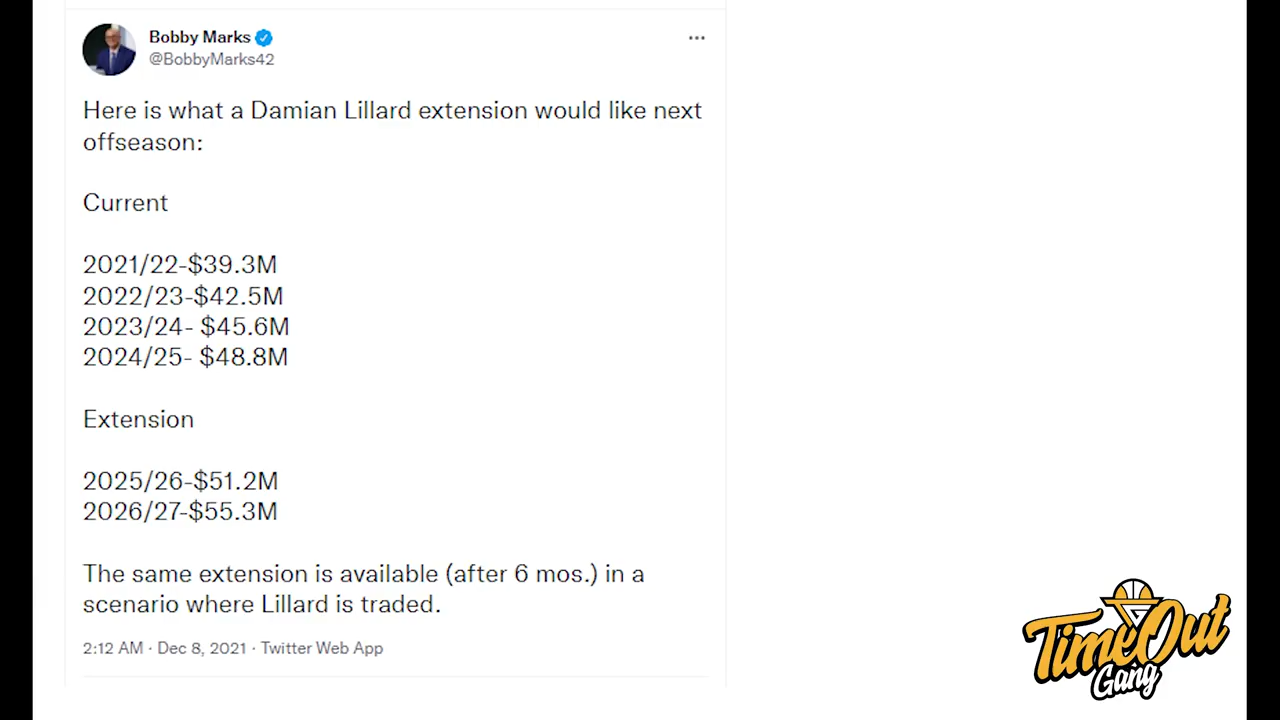 Bobby Marks
@BobbyMarks42
Here is what a Damian Lillard extension would like next
offseason:
Current
2021/22-$39.3M
2022/23-$42.5M
2023/24- $45.6M
2024/25- $48.8M
Extension
2025/26-$51.2M
2026/27-$55.3M
The same extension is available (after 6 mos.) in a
scenario where Lillard is traded.
2:12 AM · Dec 8, 2021 · Twitter Web App
TimeOut
Gang